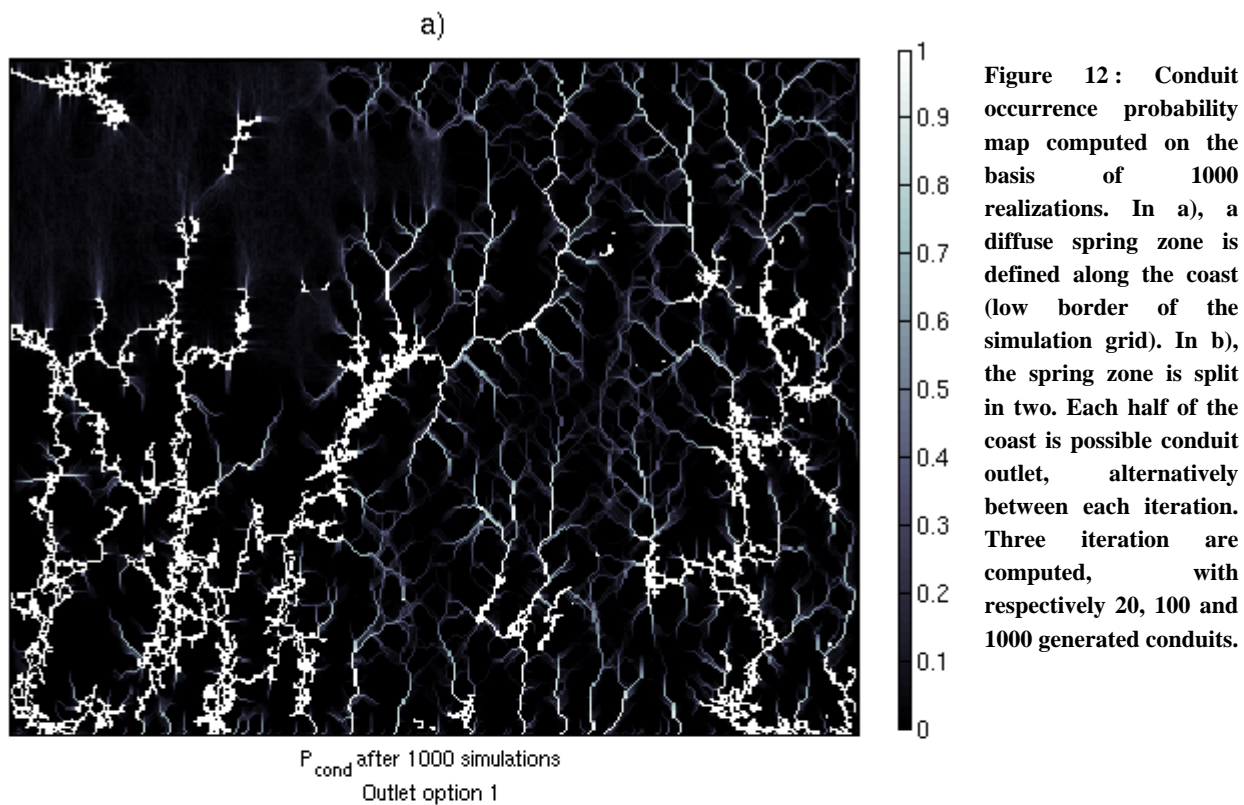 a)
1
0.9
0.8
0.7
0.6
0.5
0.4
0.3
0.2
0.1
0
P_cond after 1000 simulations
Outlet option 1
Figure 12 : Conduit
occurrence probability
map computed on the
basis of 1000
realizations. In a), a
diffuse spring zone is
defined along the coast
(low border of the
simulation grid). In b),
the spring zone is split
in two. Each half of the
coast is possible conduit
outlet, alternatively
between each iteration.
Three iteration are
computed, with
respectively 20, 100 and
1000 generated conduits.